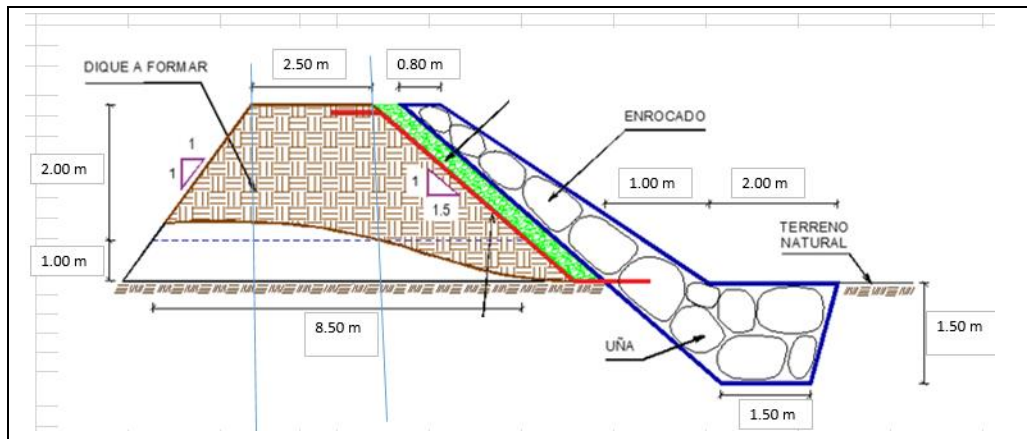 2.50 m
0.80 m
DIQUE A FORMAR
ENROCADO
1
1
2.00 m
1
1.5
1.00 m
2.00 m
TERRENO
NATURAL
1.00 m
8.50 m
UÑA
1.50 m
1.50 m